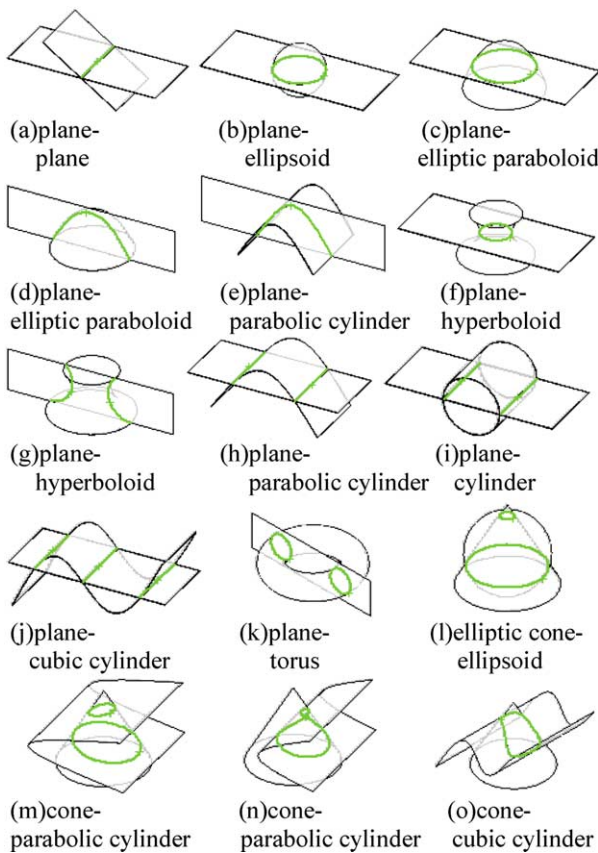 (a)plane-
plane
(b)plane-
ellipsoid
(c)plane-
elliptic paraboloid
(d)plane-
elliptic paraboloid
(e)plane-
parabolic cylinder
(f)plane-
hyperboloid
(g)plane-
hyperboloid
(h)plane-
parabolic cylinder
(i)plane-
cylinder
(j)plane-
cubic cylinder
(k)plane-
torus
(l)elliptic cone-
ellipsoid
(m)cone-
parabolic cylinder
(n)cone-
parabolic cylinder
(o)cone-
cubic cylinder